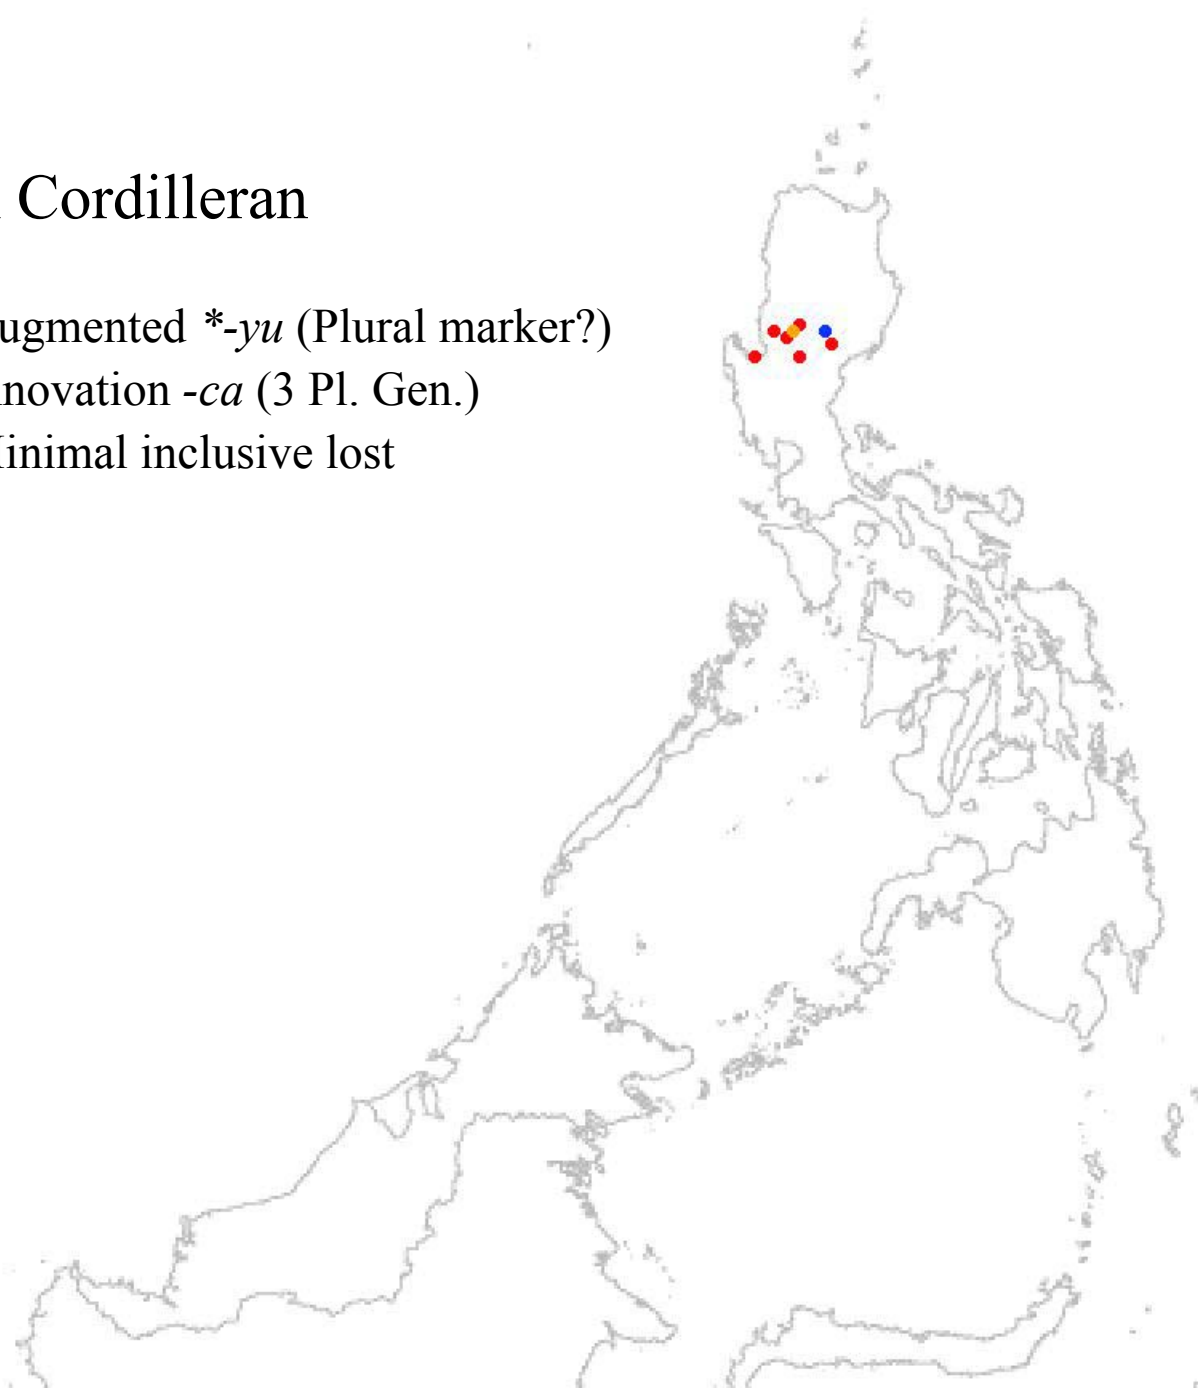 Cordilleran
ugmented *-yu (Plural marker?)
novation -ca (3 Pl. Gen.)
inimal inclusive lost